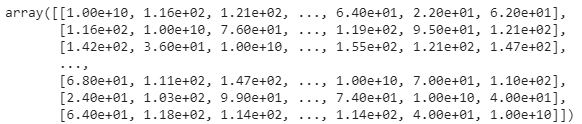 array([[1.00e+10, 1.16e+02, 1.21e+02, ..., 6.40e+01, 2.20e+01, 6.20e+01],
[1.16e+02, 1.00e+10, 7.60e+01, ..., 1.19e+02, 9.50e+01, 1.21e+02],
[1.42e+02, 3.60e+01, 1.00e+10, ..., 1.55e+02, 1.21e+02, 1.47e+02],
...,
[6.80e+01, 1.11e+02, 1.47e+02, ..., 1.00e+10, 7.00e+01, 1.10e+02],
[2.40e+01, 1.03e+02, 9.90e+01, ..., 7.40e+01, 1.00e+10, 4.00e+01],
[6.40e+01, 1.18e+02, 1.14e+02, ..., 1.14e+02, 4.00e+01, 1.00e+10]])